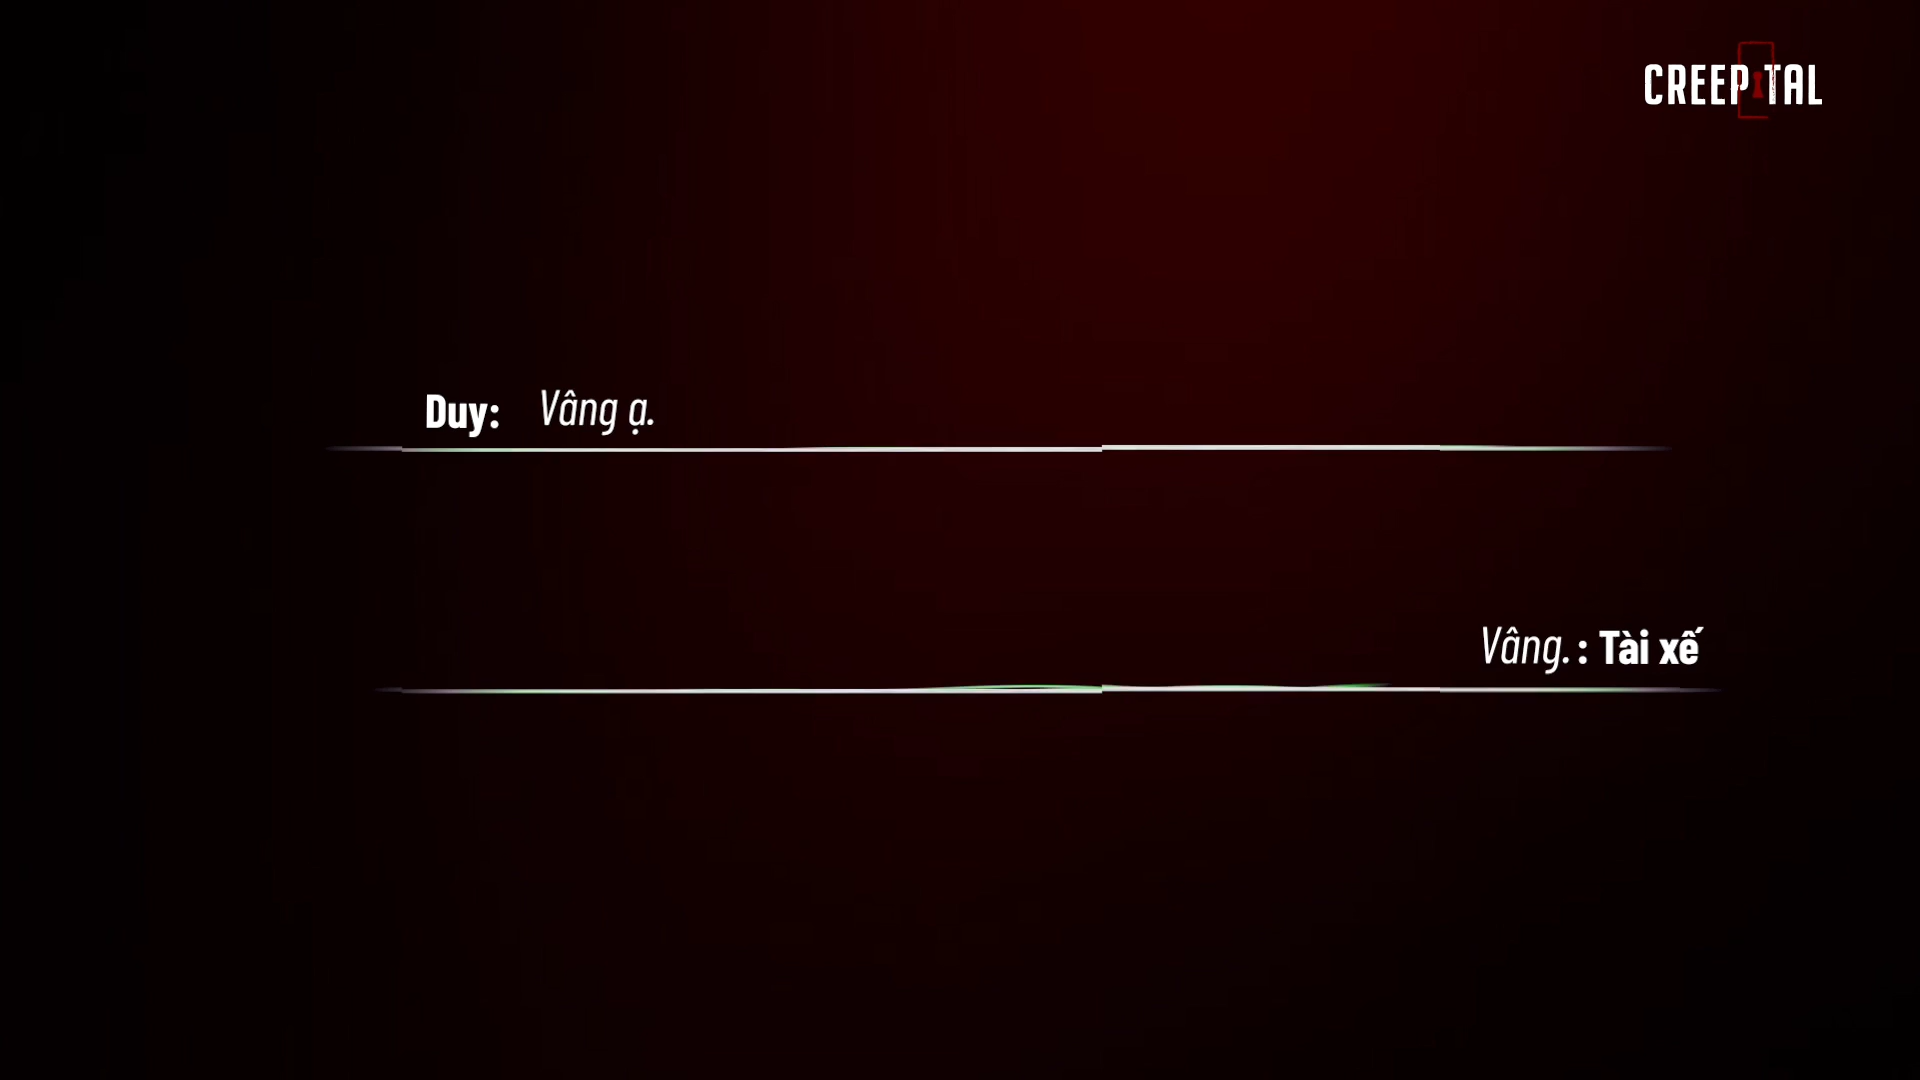 CREEPITAL
Duy: Vâng ạ.
Vâng. : Tài xế